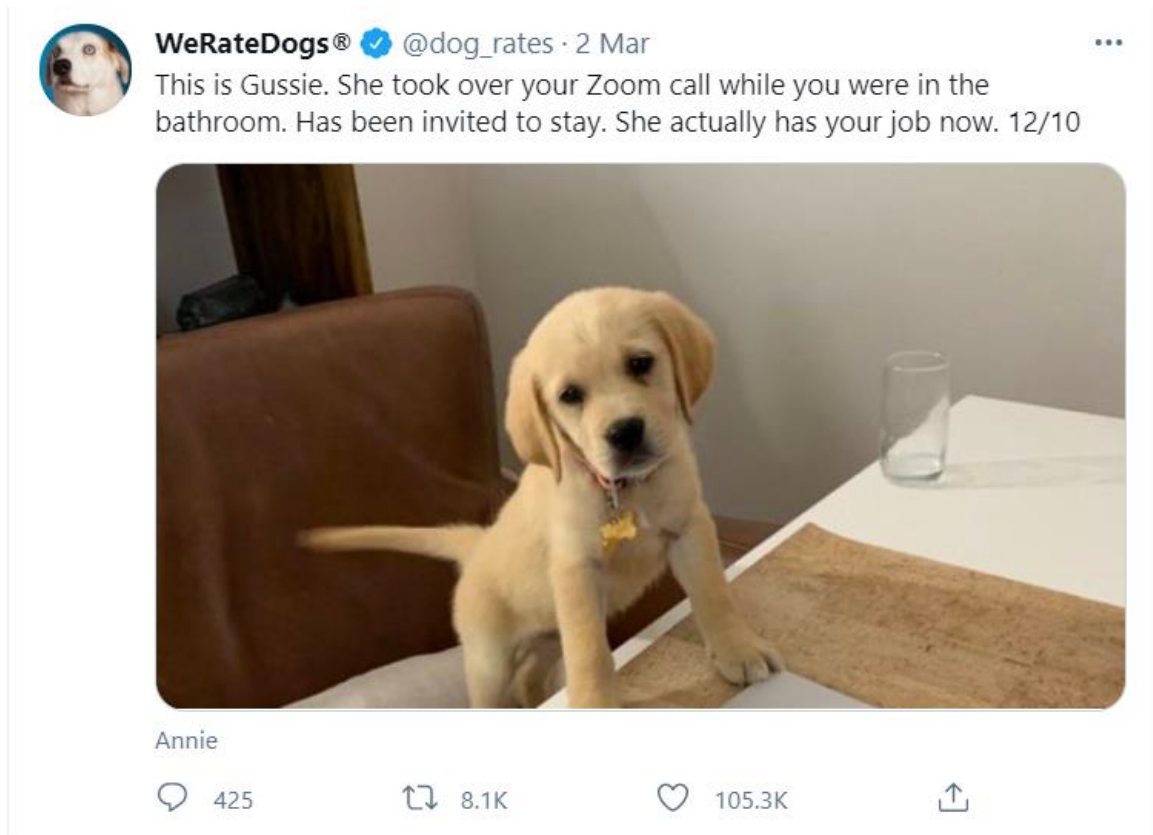 WeRateDogs® @dog_rates · 2 Mar
This is Gussie. She took over your Zoom call while you were in the
bathroom. Has been invited to stay. She actually has your job now. 12/10
Annie
425 8.1K 105.3K